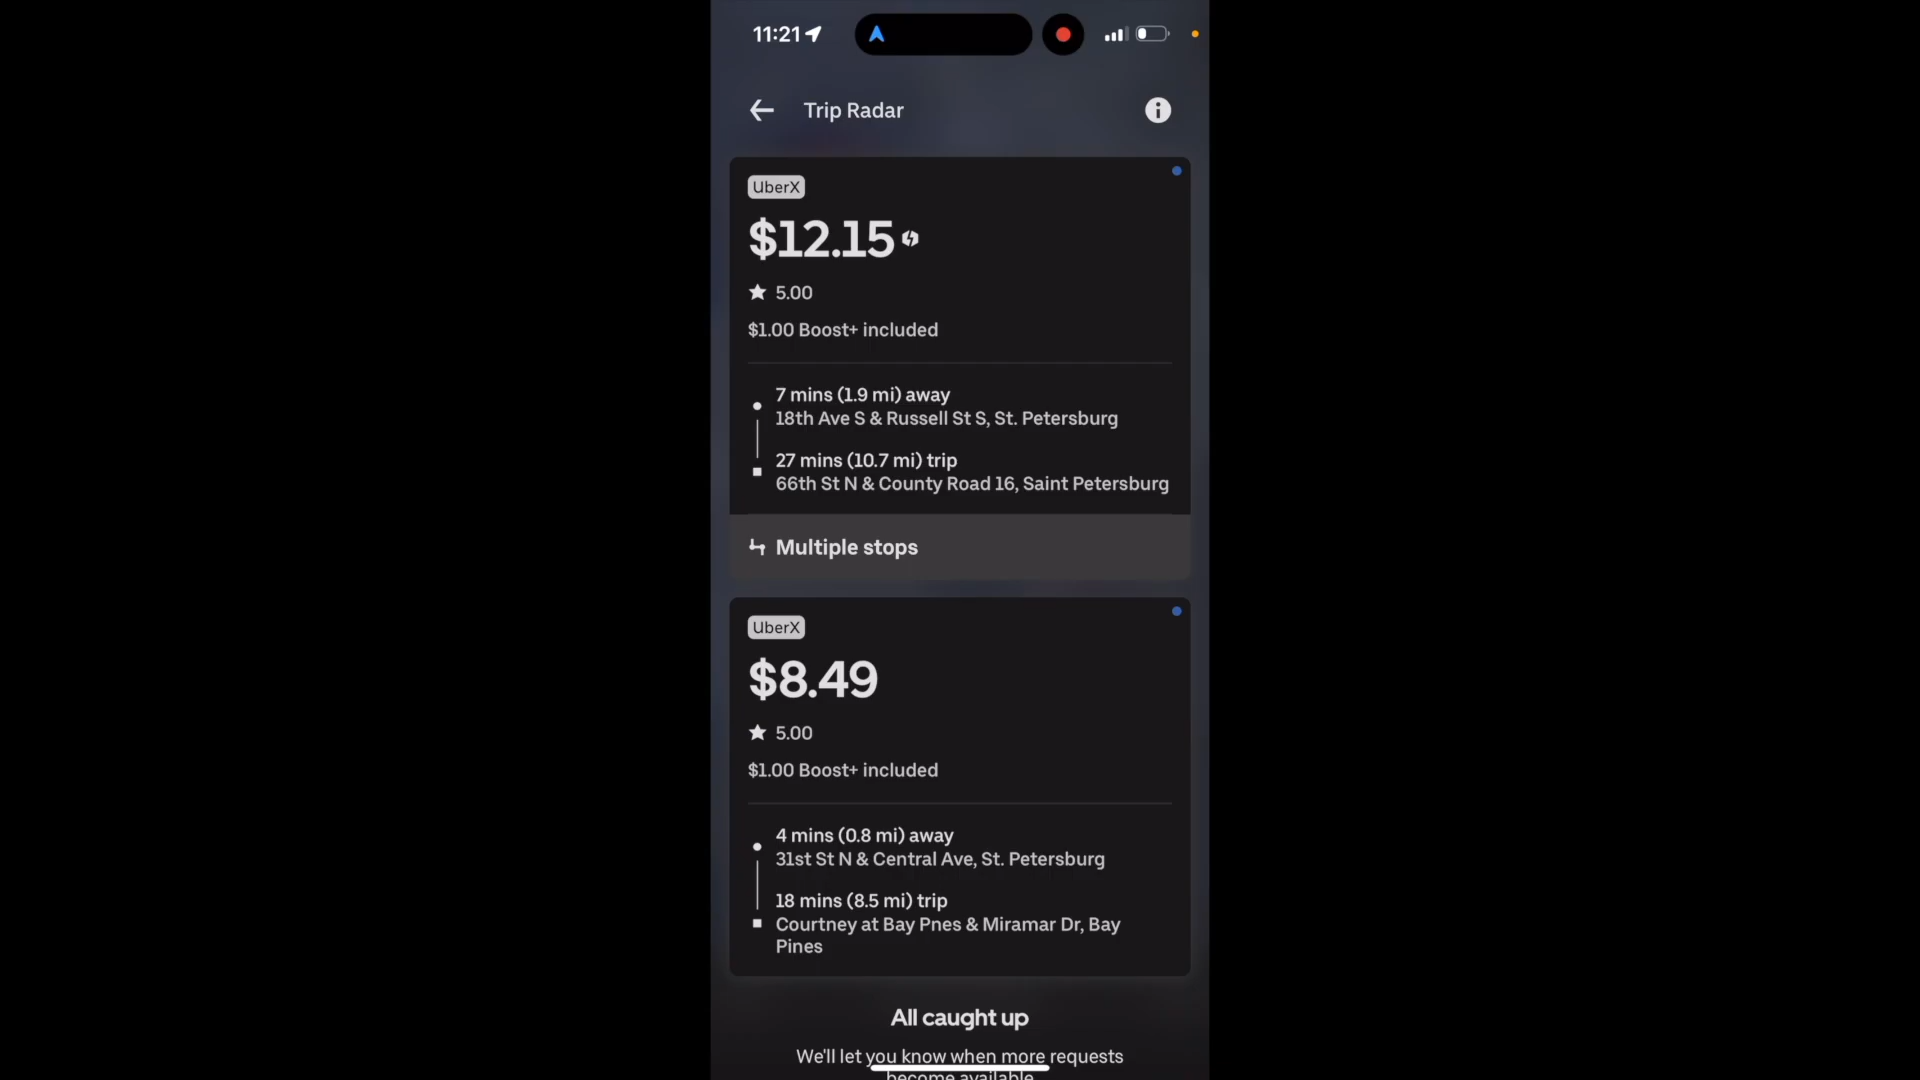 11:21
Trip Radar
UberX
$12.15
5.00
$1.00 Boost+ included
7 mins (1.9 mi) away
18th Ave S & Russell St S, St. Petersburg
27 mins (10.7 mi) trip
66th St N & County Road 16, Saint Petersburg
Multiple stops
UberX
$8.49
5.00
$1.00 Boost+ included
4 mins (0.8 mi) away
31st St N & Central Ave, St. Petersburg
18 mins (8.5 mi) trip
Courtney at Bay Pnes & Miramar Dr, Bay
Pines
All caught up
We'll let you know when more requests
become available